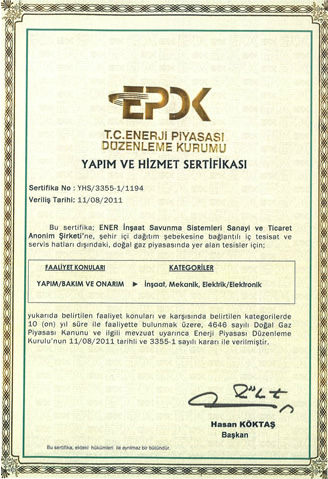 EPDK
T.C.ENERJİ PİYASASI
DÜZENLEME KURUMU
YAPIM VE HİZMET SERTİFİKASI
Sertifika No : YHS/3355-1/1194
Veriliş Tarihi: 11/08/2011
Bu sertifika; ENER İnşaat Savunma Sistemleri Sanayi ve Ticaret
Anonim Şirketi'ne, şehir içi dağıtım şebekesine bağlantılı iç tesisat ve
servis hatları dışındaki, doğal gaz piyasasında yer alan tesisler için;
FAALİYET KONULARI KATEGORİLER
YAPIM/BAKIM VE ONARIM ► İnşaat, Mekanik, Elektrik/Elektronik
yukarıda belirtilen faaliyet konuları ve karşısında belirtilen kategorilerde
10 (on) yıl süre ile faaliyette bulunmak üzere, 4646 sayılı Doğal Gaz
Piyasası Kanunu ve ilgili mevzuat uyarınca Enerji Piyasası Düzenleme
Kurulu'nun 11/08/2011 tarihli ve 3355-1 sayılı kararı ile verilmiştir.
Hasan KÖKTAŞ
Başkan
Bu sertifika, ekteki hükümleri ile ayrılmaz bir bütündür.